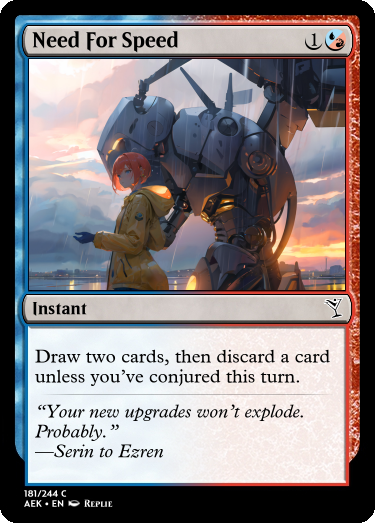 Need For Speed 1
Instant
Draw two cards, then discard a card
unless you've conjured this turn.
“Your new upgrades won't explode.
Probably.”
—Serin to Ezren
181/244 C
AEK • EN Replie